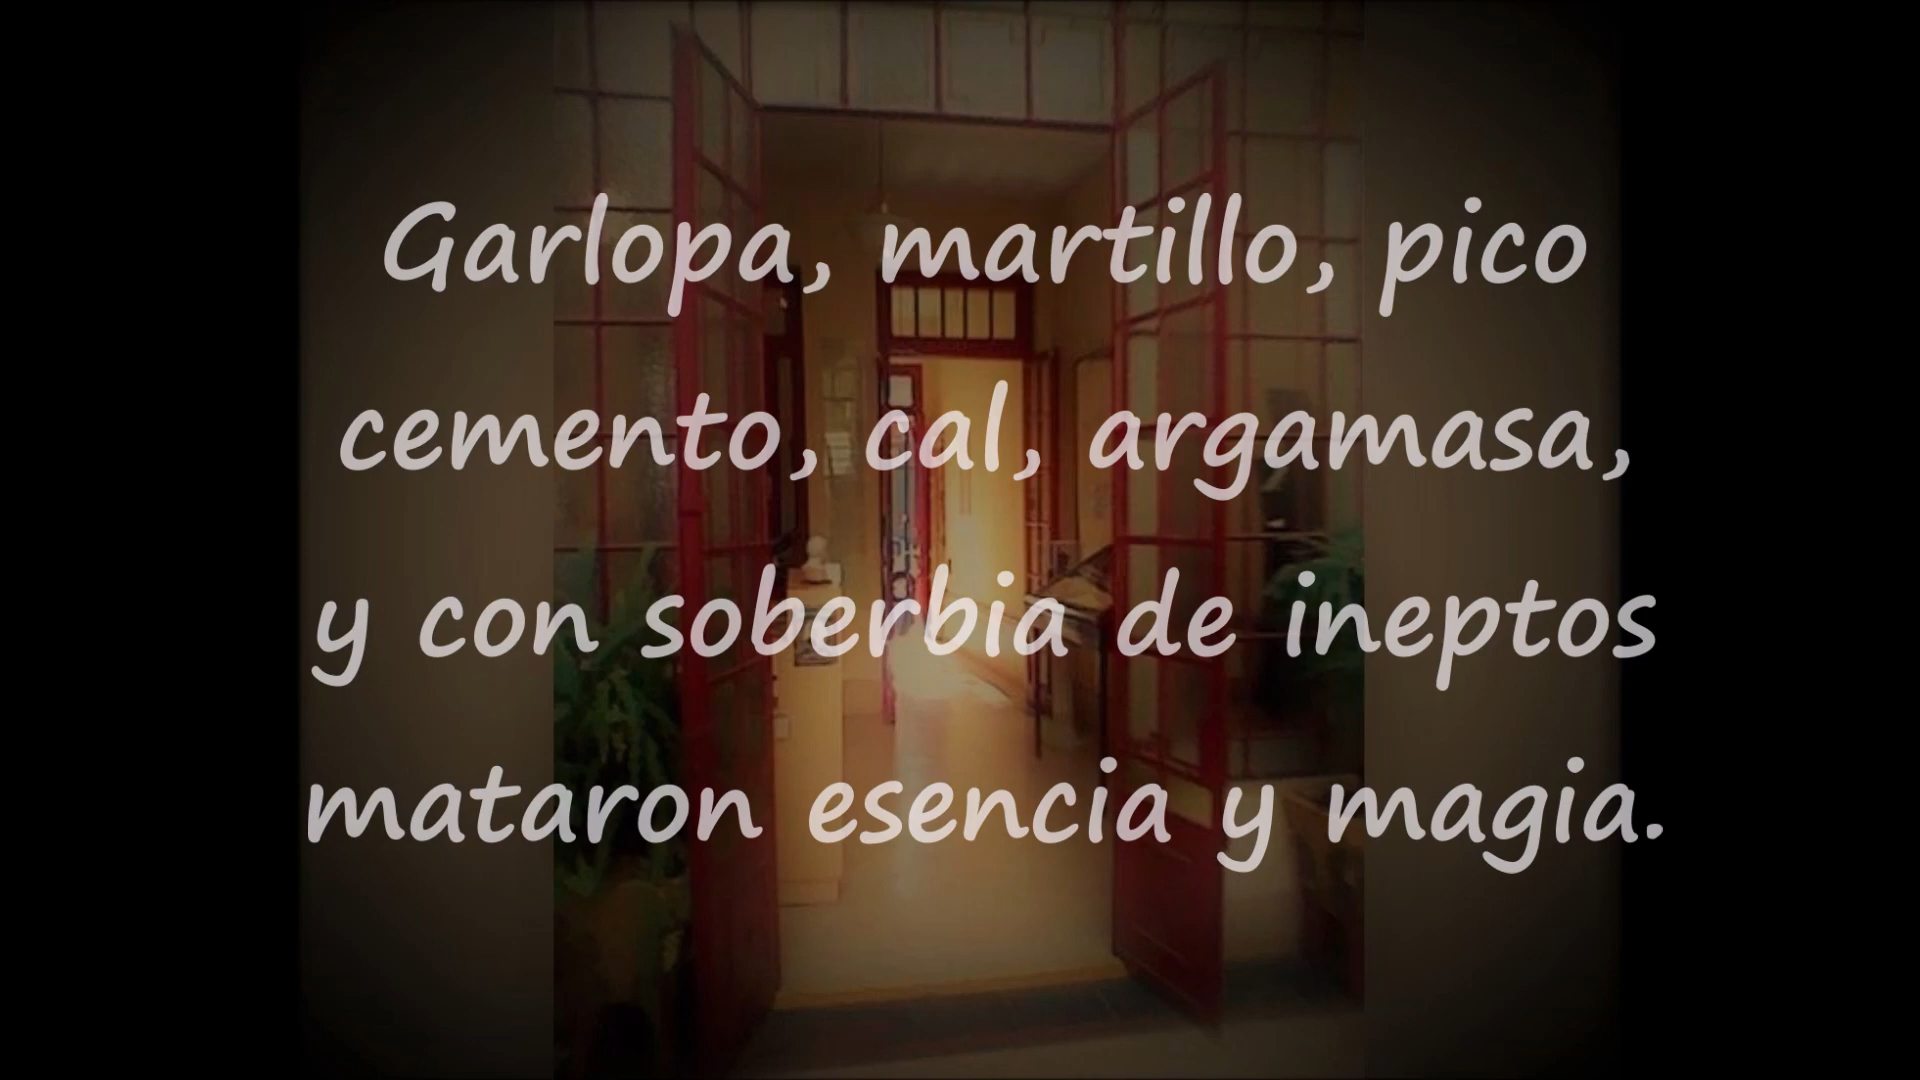 Garlopa, martillo, pico
cemento, cal, argamasa,
y con soberbia de ineptos
mataron esencia y magia.